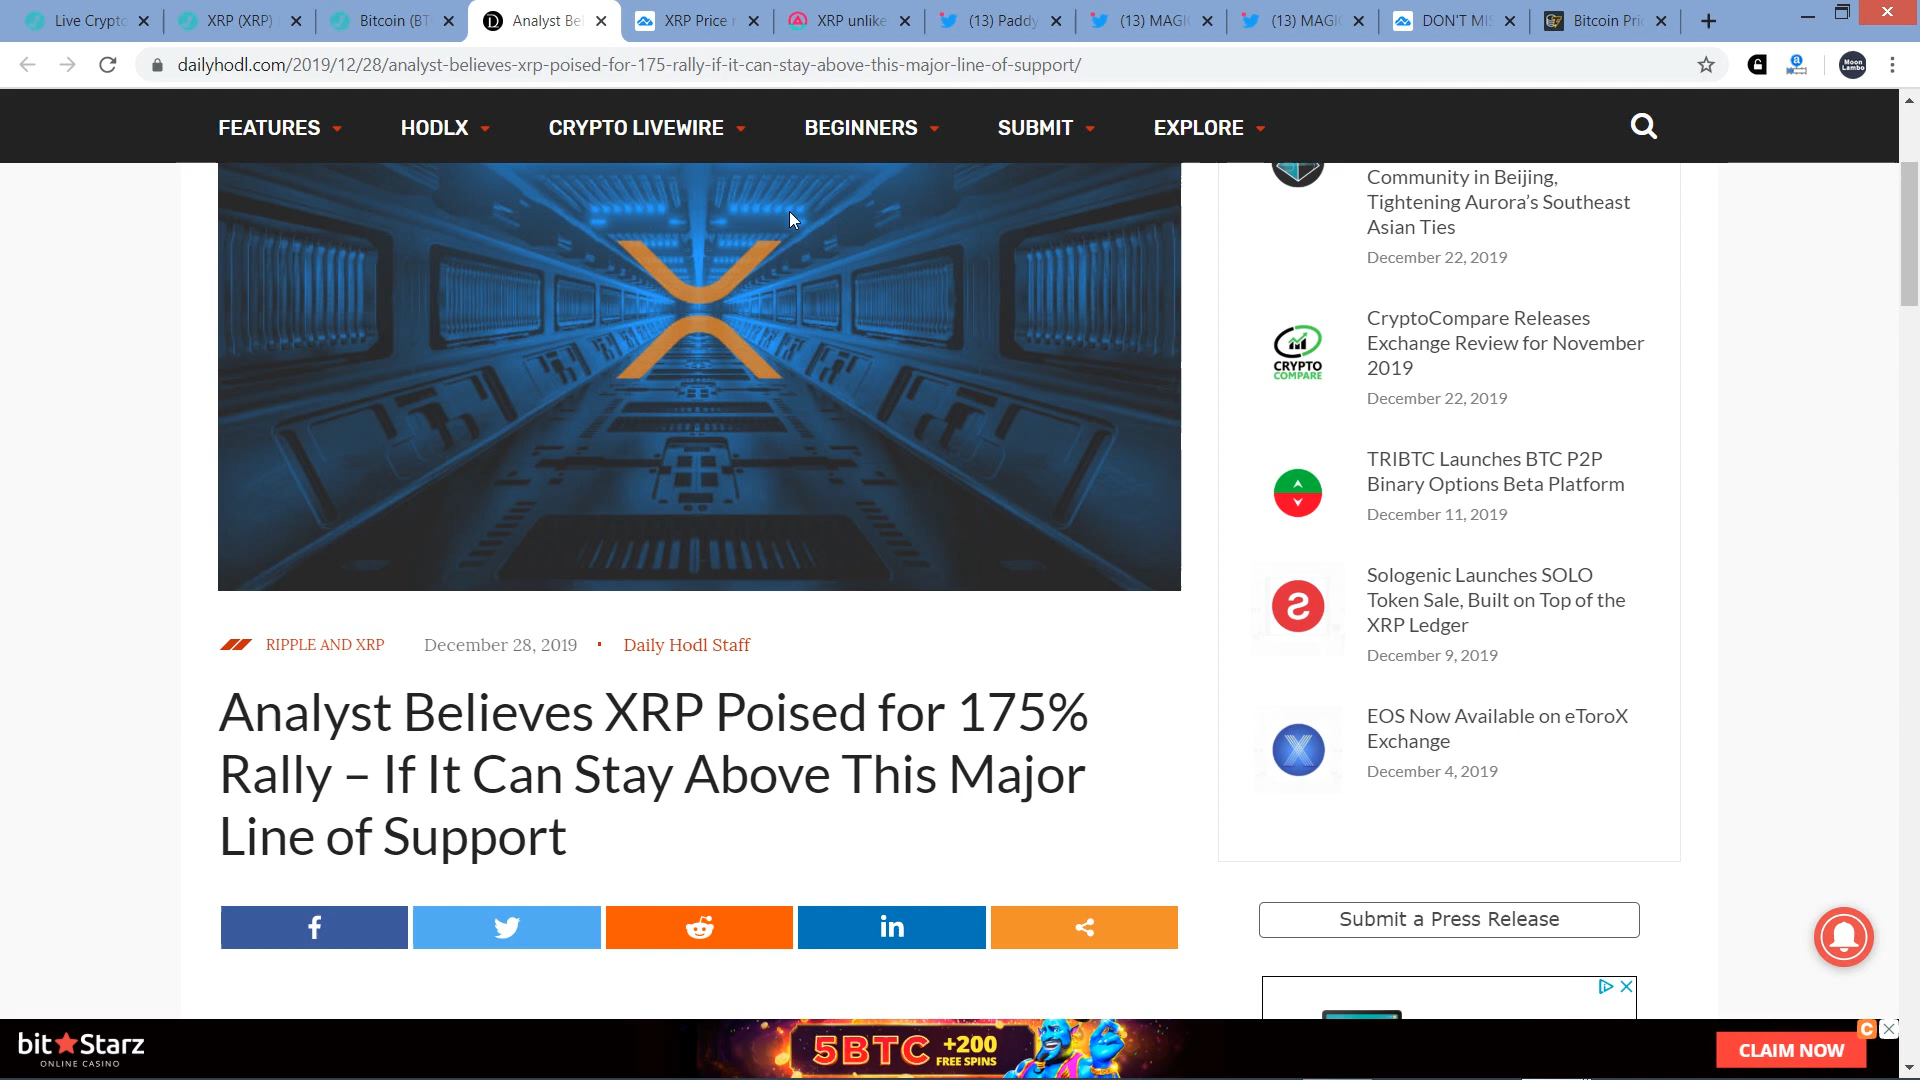 Live Crypto
XRP (XRP)
Bitcoin (BT
Analyst Bel
XRP Price
XRP unlike
(13) Paddy
(13) MAGI
(13) MAGI
DON'T MIS
Bitcoin Pri
dailyhodl.com/2019/12/28/analyst-believes-xrp-poised-for-175-rally-if-it-can-stay-above-this-major-line-of-support/
Moon Lambo
FEATURES HODLX CRYPTO LIVEWIRE BEGINNERS SUBMIT EXPLORE
RIPPLE AND XRP December 28, 2019 Daily Hodl Staff
Analyst Believes XRP Poised for 175%
Rally – If It Can Stay Above This Major
Line of Support
Community in Beijing,
Tightening Aurora's Southeast
Asian Ties
December 22, 2019
CRYPTO
COMPARE
CryptoCompare Releases
Exchange Review for November
2019
December 22, 2019
TRIBTC Launches BTC P2P
Binary Options Beta Platform
December 11, 2019
Sologenic Launches SOLO
Token Sale, Built on Top of the
XRP Ledger
December 9, 2019
EOS Now Available on eToroX
Exchange
December 4, 2019
Submit a Press Release
bit Starz
ONLINE CASINO
5BTC +200
FREE SPINS
CLAIM NOW